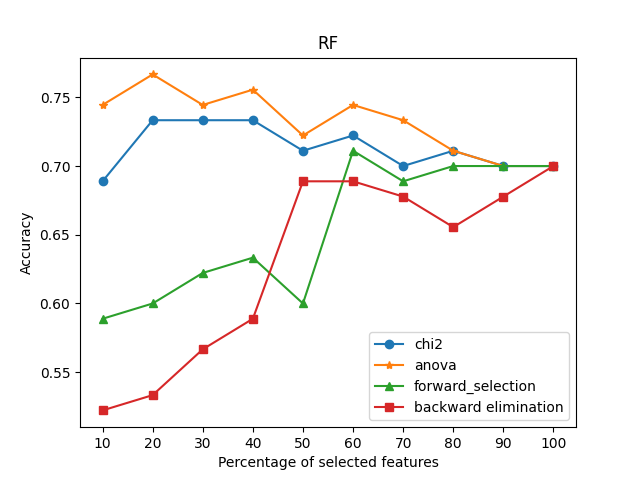 RF
Accuracy
0.75
0.70
0.65
0.60
0.55
10 20 30 40 50 60 70 80 90 100
Percentage of selected features
chi2
anova
forward_selection
backward elimination